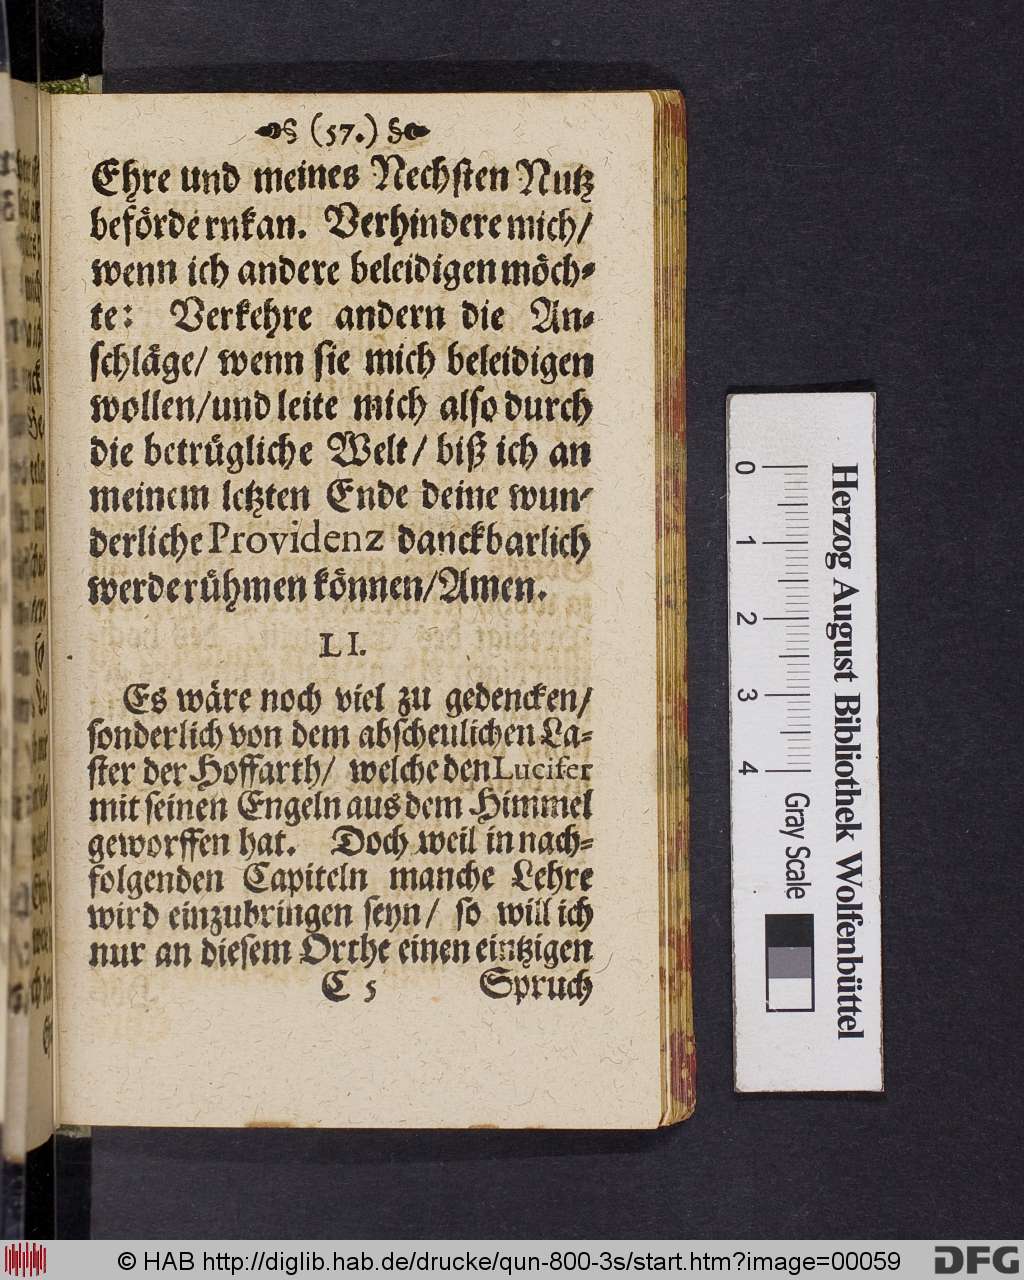 § (57.) §
Ehre und meines Nechsten Nutz
befördern kan. Verhindere mich/
wenn ich andere beleidigen möch-
te: Verkehre andern die An-
schläge/ wenn sie mich beleidigen
wollen/und leite mich also durch
die betrügliche Welt/ biß ich an
meinem letzten Ende deine wun-
derliche Providenz danckbarlich
werde rühmen können/Amen.
LI.
Es wäre noch viel zu gedencken/
sonderlich von dem abscheulichen La-
ster der Hoffarth/ welche den Lucifer
mit seinen Engeln aus dem Himmel
geworffen hat. Doch weil in nach-
folgenden Capiteln manche Lehre
wird einzubringen seyn/ so will ich
nur an diesem Orthe einen eintzigen
C 5 Spruch
Herzog August Bibliothek Wolfenbüttel
0 1 2 3 4 Gray Scale
© HAB http://diglib.hab.de/drucke/qun-800-3s/start.htm?image=00059
DFG